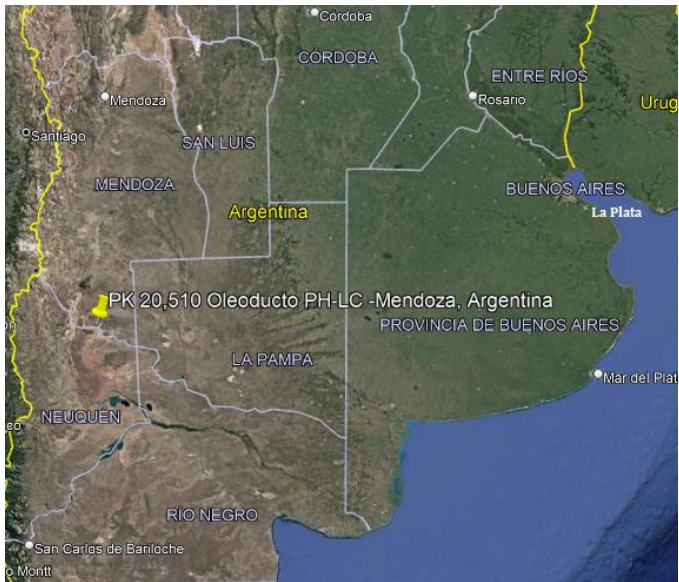 Córdoba
CÓRDOBA
ENTRE RÍOS
Mendoza
Rosario
Urug
Santiago
SAN LUIS
MENDOZA
BUENOS AIRES
Argentina
La Plata
PK 20,510 Oleoducto PH-LC -Mendoza, Argentina
PROVINCIA DE BUENOS AIRES
LA PAMPA
Mar del Plat
NEUQUÉN
eo
RÍO NEGRO
San Carlos de Bariloche
o Montt